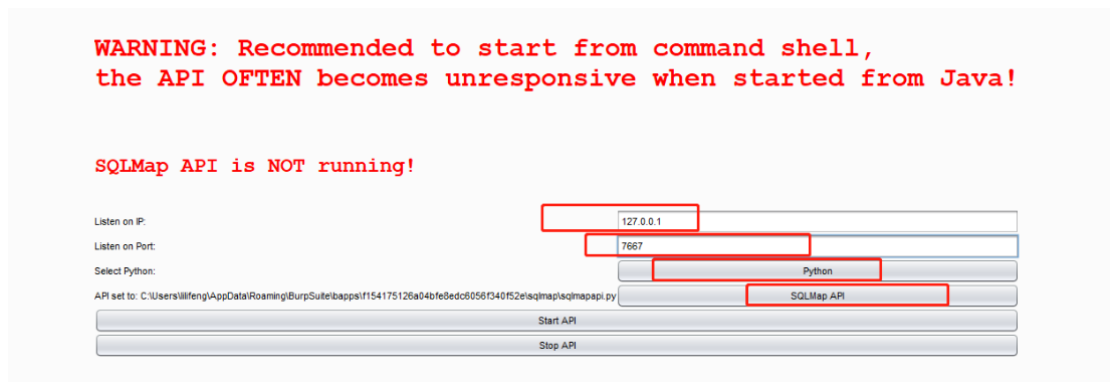 WARNING: Recommended to start from command shell,
the API OFTEN becomes unresponsive when started from Java!
SQLMap API is NOT running!
Listen on IP: 127.0.0.1
Listen on Port: 7667
Select Python: Python
API set to: C:\Users\lilifeng\AppData\Roaming\BurpSuite\bapps\f154175126a04bfe8edc6056f340f52e\sqlmap\sqlmapapi.py SQLMap API
Start API
Stop API